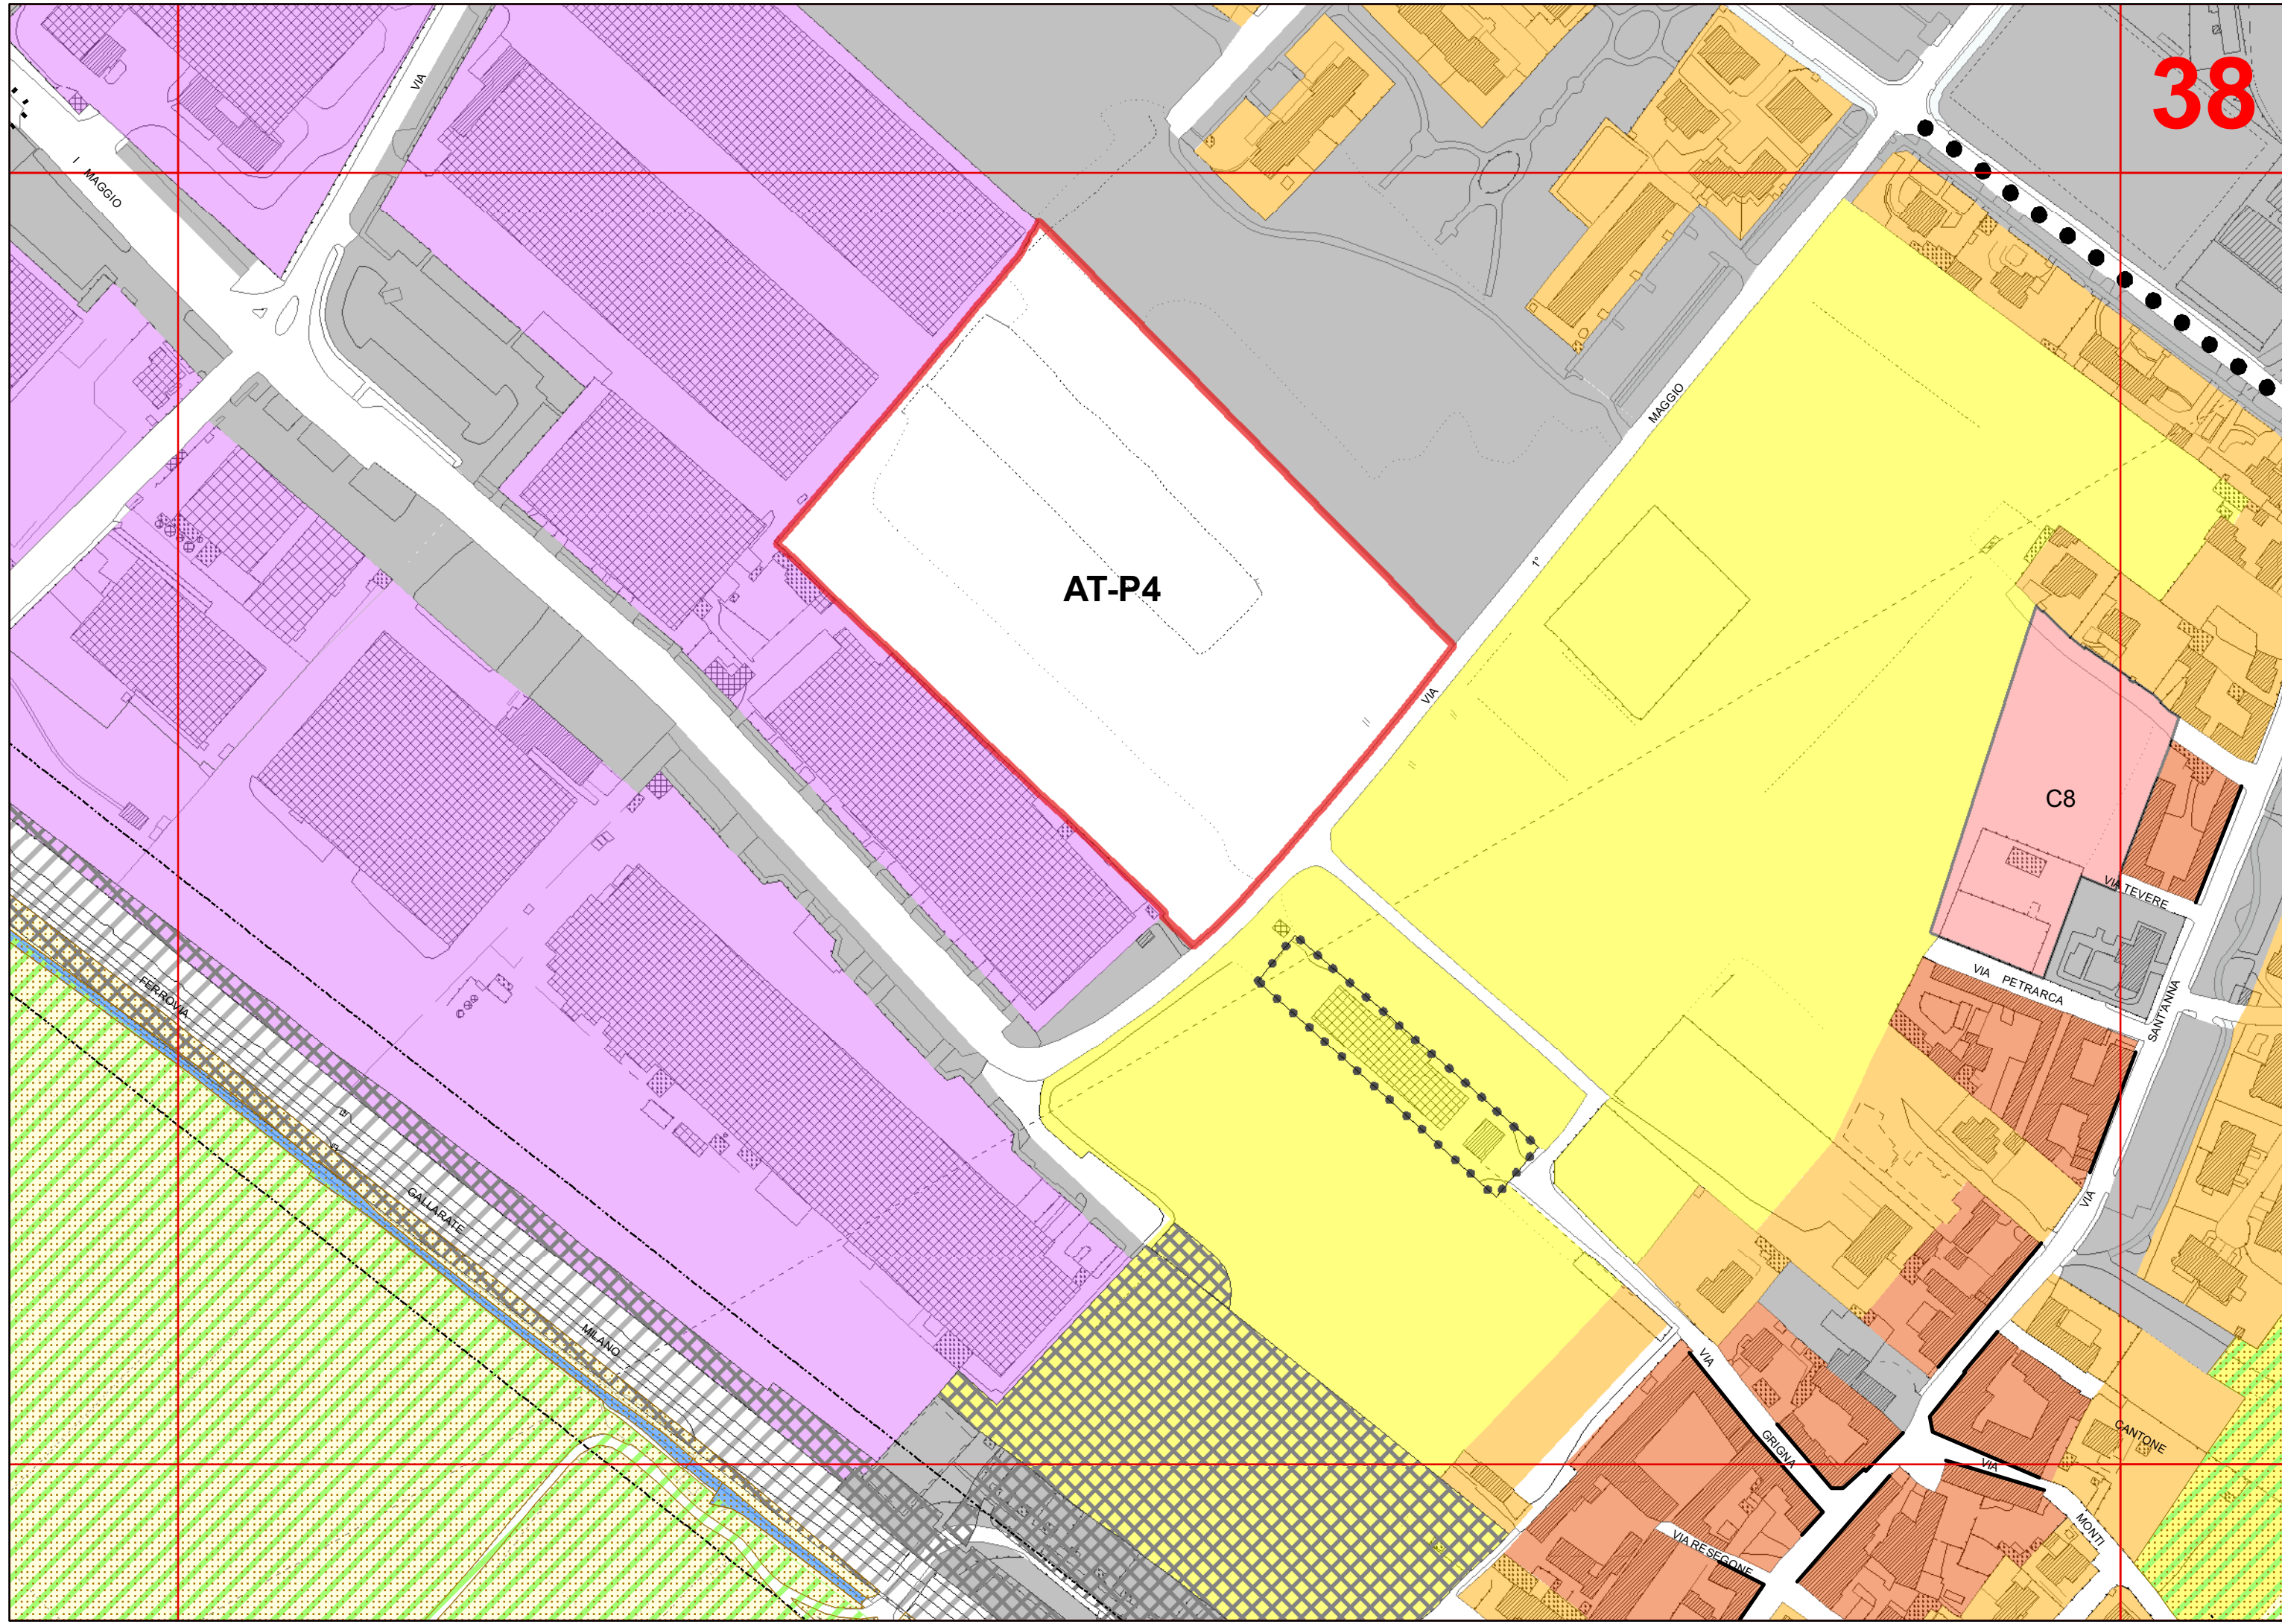 38
VIA
I MAGGIO
MAGGIO
1°
AT-P4
VIA
C8
VIA TEVERE
VIA PETRARCA
SANT'ANNA
FERROVIA
VIA
GALLARATE
MILANO
VIA
GRIGNA
CANTONE
VIA
MONTI
VIA RESEGONE